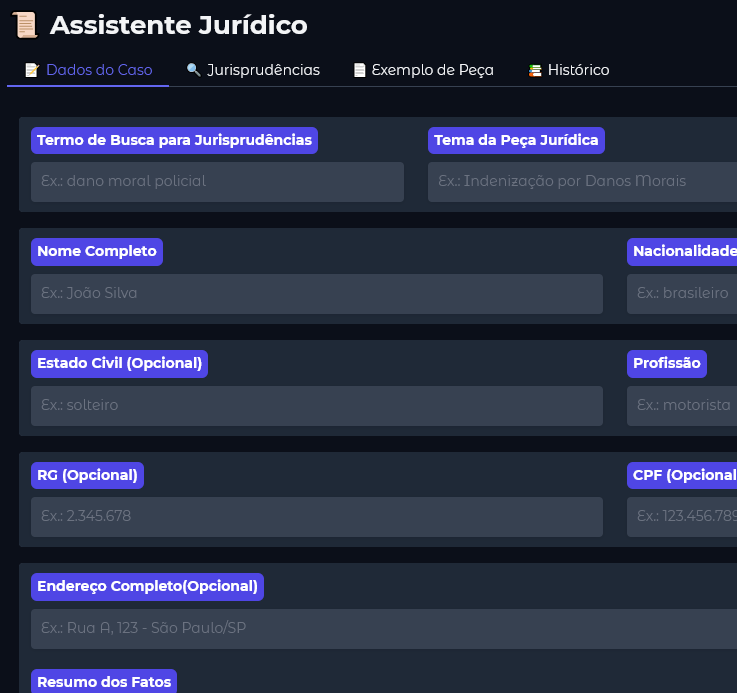 Assistente Jurídico
Dados do Caso
Jurisprudências
Exemplo de Peça
Histórico
Termo de Busca para Jurisprudências
Tema da Peça Jurídica
Ex.: dano moral policial
Ex.: Indenização por Danos Morais
Nome Completo
Nacionalidade
Ex.: João Silva
Ex.: brasileiro
Estado Civil (Opcional)
Profissão
Ex.: solteiro
Ex.: motorista
RG (Opcional)
CPF (Opcional
Ex.: 2.345.678
Ex.: 123.456.789
Endereço Completo(Opcional)
Ex.: Rua A, 123 - São Paulo/SP
Resumo dos Fatos